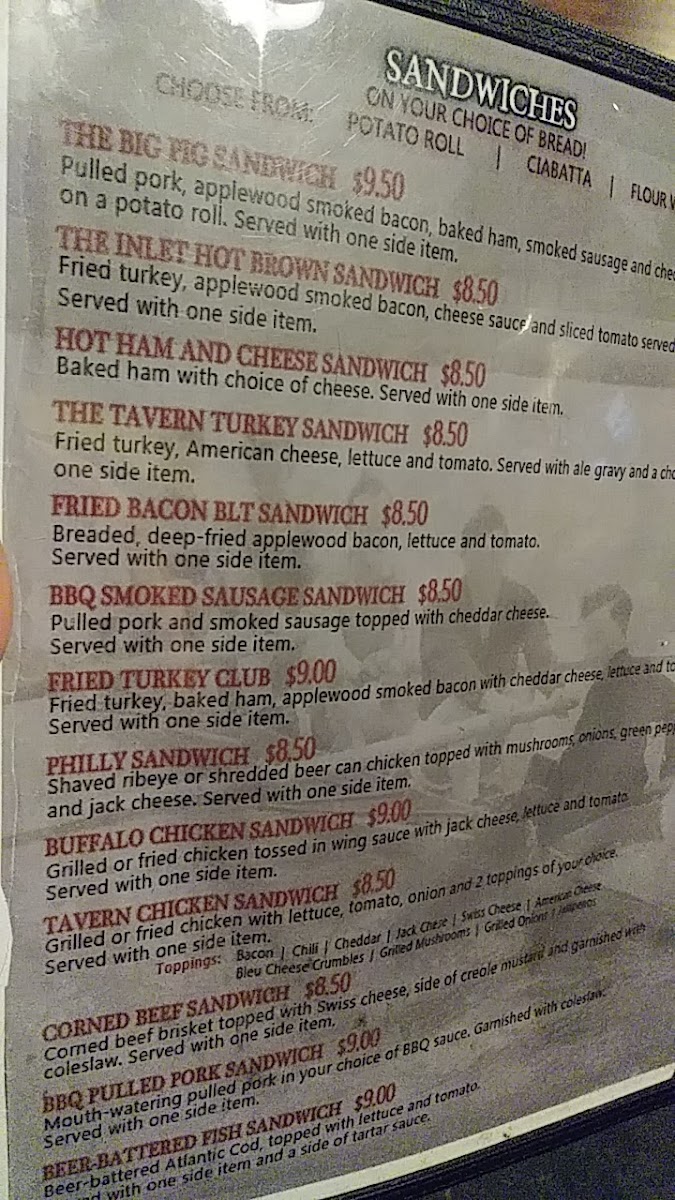 SANDWICHES
ON YOUR CHOICE OF BREAD!
CHOOSE FROM: POTATO ROLL | CIABATTA | FLOUR
THE BIG PIG SANDWICH $9.50
Pulled pork, applewood smoked bacon, baked ham, smoked sausage and
on a potato roll. Served with one side item.
THE INLET HOT BROWN SANDWICH $8.50
Fried turkey, applewood smoked bacon, cheese sauce and sliced tomato served
Served with one side item.
HOT HAM AND CHEESE SANDWICH $8.50
Baked ham with choice of cheese. Served with one side item.
THE TAVERN TURKEY SANDWICH $8.50
Fried turkey, American cheese, lettuce and tomato. Served with ale gravy and a
one side item.
FRIED BACON BLT SANDWICH $8.50
Breaded, deep-fried applewood bacon, lettuce and tomato.
Served with one side item.
BBQ SMOKED SAUSAGE SANDWICH $8.50
Pulled pork and smoked sausage topped with cheddar cheese.
Served with one side item.
FRIED TURKEY CLUB $9.00
Fried turkey, baked ham, applewood smoked bacon with cheddar cheese, lettuce and
Served with one side item.
PHILLY SANDWICH $8.50
Shaved ribeye or shredded beer can chicken topped with mushrooms, onions, green
and jack cheese. Served with one side item.
BUFFALO CHICKEN SANDWICH $9.00
Grilled or fried chicken tossed in wing sauce with jack cheese, lettuce and tomato.
Served with one side item.
TAVERN CHICKEN SANDWICH $8.50
Grilled or fried chicken with lettuce, tomato, onion and 2 toppings of your choice.
Served with one side item.
Toppings: Bacon | Chili | Cheddar | Jack Cheese | Swiss Cheese | American Cheese
Bleu Cheese Crumbles | Grilled Mushrooms | Grilled Onions | Jalapenos
CORNED BEEF SANDWICH $8.50
Corned beef brisket topped with Swiss cheese, side of creole mustard and garnished with
coleslaw. Served with one side item.
BBQ PULLED PORK SANDWICH $9.00
Mouth-watering pulled pork in your choice of BBQ sauce. Garnished with coleslaw.
Served with one side item.
BEER-BATTERED FISH SANDWICH $9.00
Beer-battered Atlantic Cod, topped with lettuce and tomato.
with one side item and a side of tartar sauce.